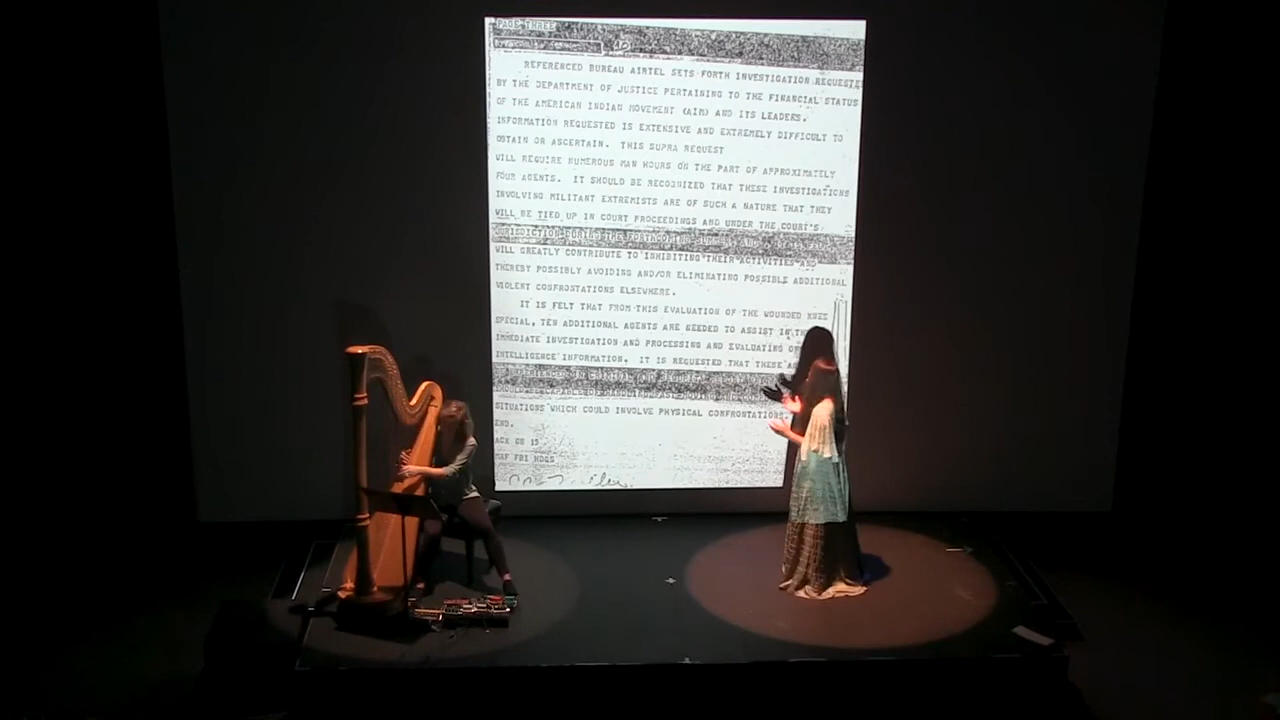 PAGE THREE
REFERENCED BUREAU AIRTEL SETS FORTH INVESTIGATION REQUESTED
BY THE DEPARTMENT OF JUSTICE PERTAINING TO THE FINANCIAL STATUS
OF THE AMERICAN INDIAN MOVEMENT (AIM) AND ITS LEADERS.
INFORMATION REQUESTED IS EXTENSIVE AND EXTREMELY DIFFICULT TO
OBTAIN OR ASCERTAIN. THIS SUPRA REQUEST
WILL REQUIRE NUMEROUS MAN HOURS ON THE PART OF APPROXIMATELY
FOUR AGENTS. IT SHOULD BE RECOGNIZED THAT THESE INVESTIGATIONS
INVOLVING MILITANT EXTREMISTS ARE OF SUCH A NATURE THAT THEY
WILL BE TIED UP IN COURT PROCEEDINGS AND UNDER THE COURT'S
JURISDICTION DURING THE FORTHCOMING SUMMER
WILL GREATLY CONTRIBUTE TO INHIBITING THEIR ACTIVITIES AND
THEREBY POSSIBLY AVOIDING AND/OR ELIMINATING POSSIBLE ADDITIONAL
VIOLENT CONFRONTATIONS ELSEWHERE.
IT IS FELT THAT FROM THIS EVALUATION OF THE WOUNDED KNEE
SPECIAL, TEN ADDITIONAL AGENTS ARE NEEDED TO ASSIST IN TH
IMMEDIATE INVESTIGATION AND PROCESSING AND EVALUATING OF
INTELLIGENCE INFORMATION. IT IS REQUESTED THAT THESE A
SITUATIONS WHICH COULD INVOLVE PHYSICAL CONFRONTATIONS.
END.